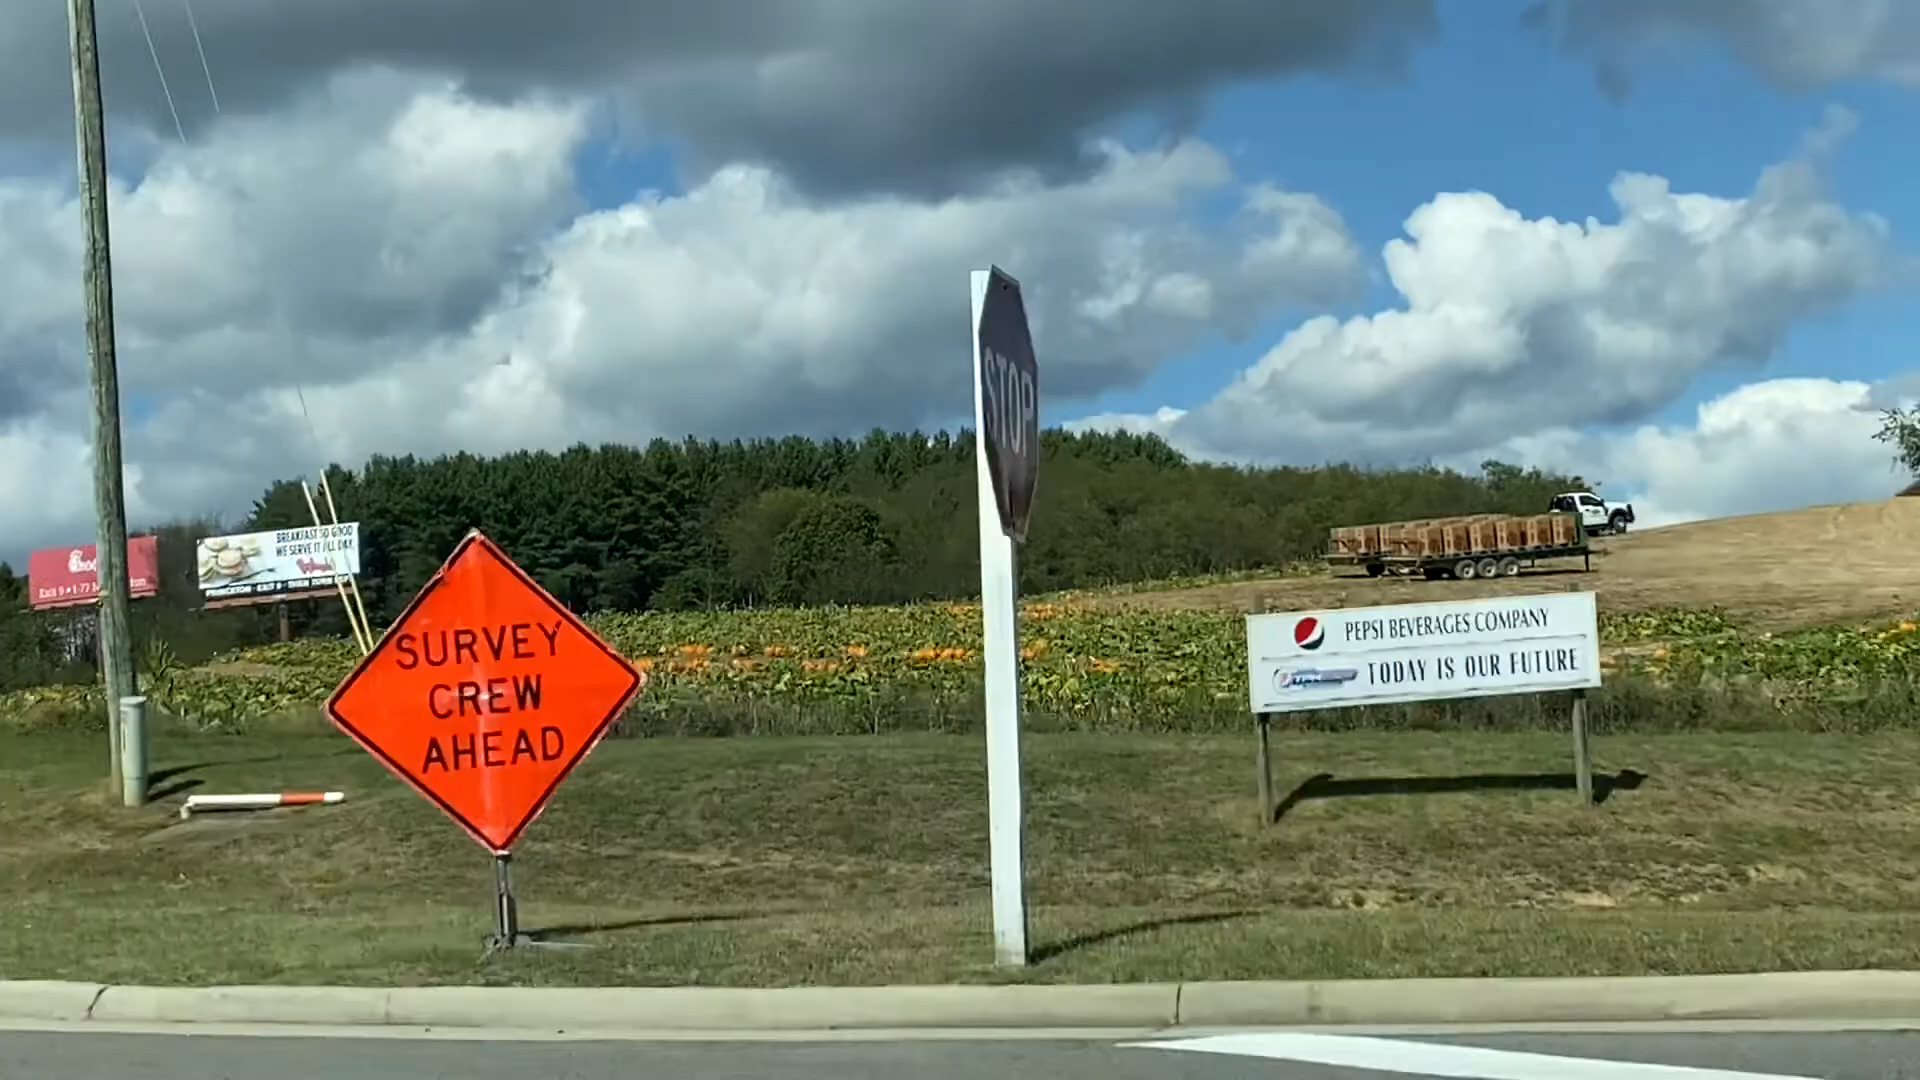 BREAKFAST SO GOOD
WE SERVE IT ALL DAY.
SURVEY
CREW
AHEAD
STOP
PEPSI BEVERAGES COMPANY
TODAY IS OUR FUTURE